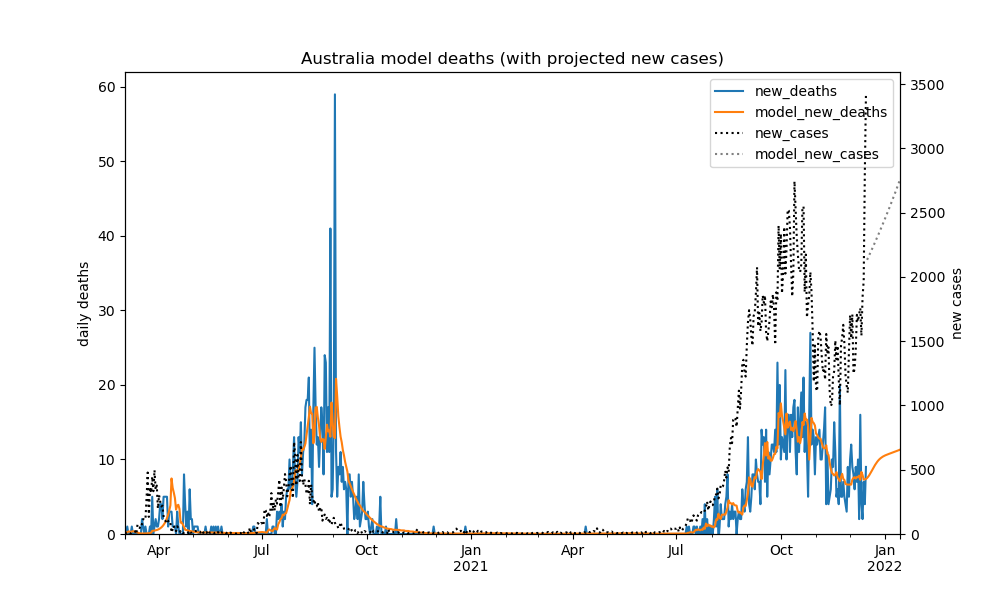 Australia model deaths (with projected new cases)
new_deaths
model_new_deaths
new_cases
model_new_cases
daily deaths
60
50
40
30
20
10
0
new cases
3500
3000
2500
2000
1500
1000
500
0
Apr
Jul
Oct
Jan
2021
Apr
Jul
Oct
Jan
2022